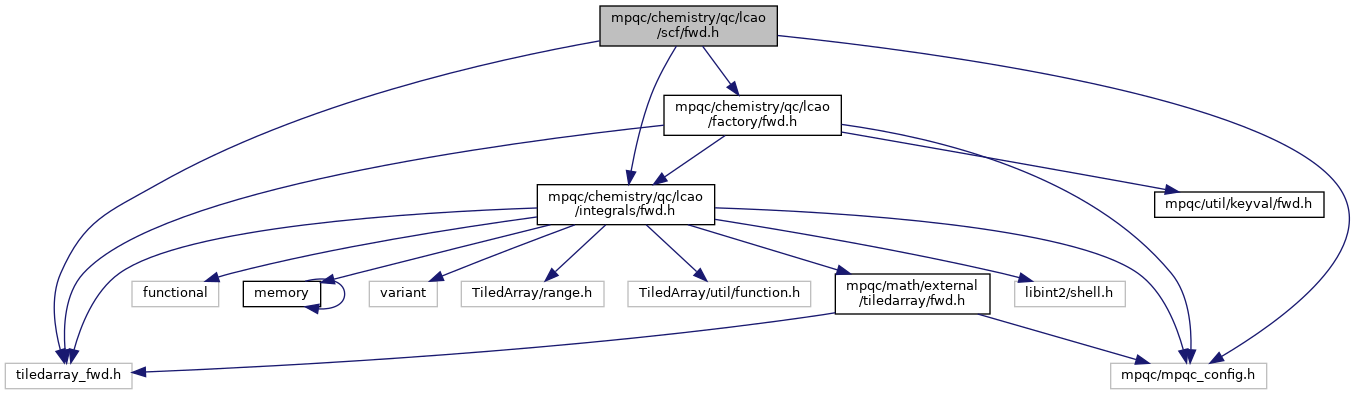 mpqc/chemistry/qc/lcao
/scf/fwd.h
mpqc/chemistry/qc/lcao
/factory/fwd.h
mpqc/chemistry/qc/lcao
/integrals/fwd.h
mpqc/util/keyval/fwd.h
functional
memory
variant
TiledArray/range.h
TiledArray/util/function.h
mpqc/math/external
/tiledarray/fwd.h
libint2/shell.h
tiledarray_fwd.h
mpqc/mpqc_config.h